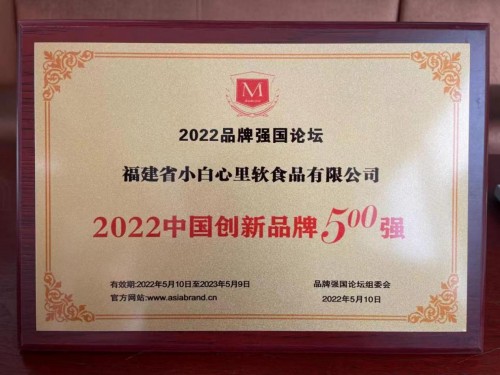 M
2022品牌强国论坛
福建省小白心里软食品有限公司
2022中国创新品牌500强
有效期:2022年5月10日至2023年5月9日
官方网站:www.asiabrand.cn
品牌强国论坛组委会
2022年5月10日